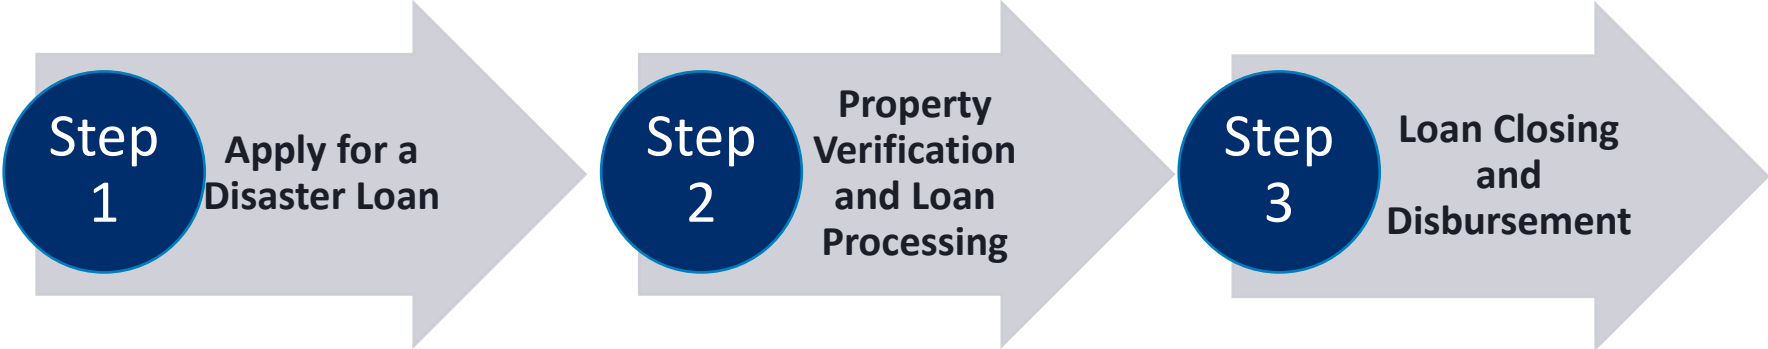 Step
1
Apply for a
Disaster Loan
Step
2
Property
Verification
and Loan
Processing
Step
3
Loan Closing
and
Disbursement